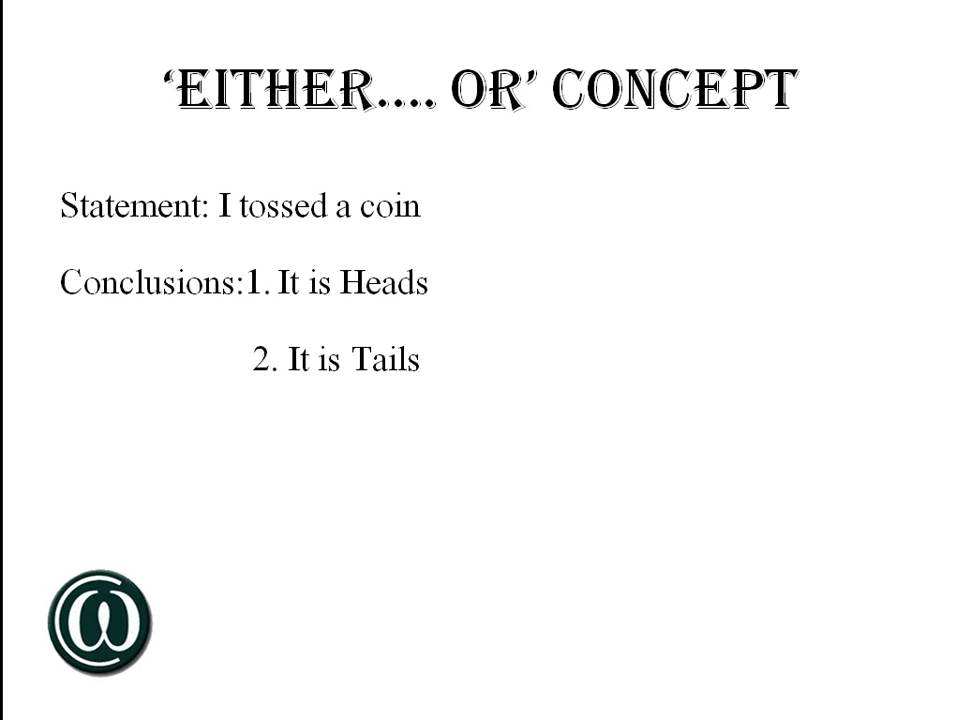 ‘EITHER.... OR’ CONCEPT
Statement: I tossed a coin
Conclusions:1. It is Heads
2. It is Tails